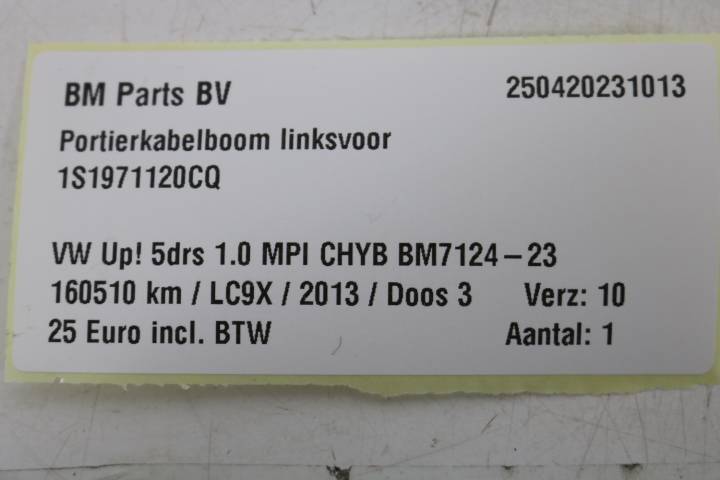 BM Parts BV 250420231013
Portierkabelboom linksvoor
1S1971120CQ
VW Up! 5drs 1.0 MPI CHYB BM7124-23
160510 km / LC9X / 2013 / Doos 3 Verz: 10
25 Euro incl. BTW Aantal: 1